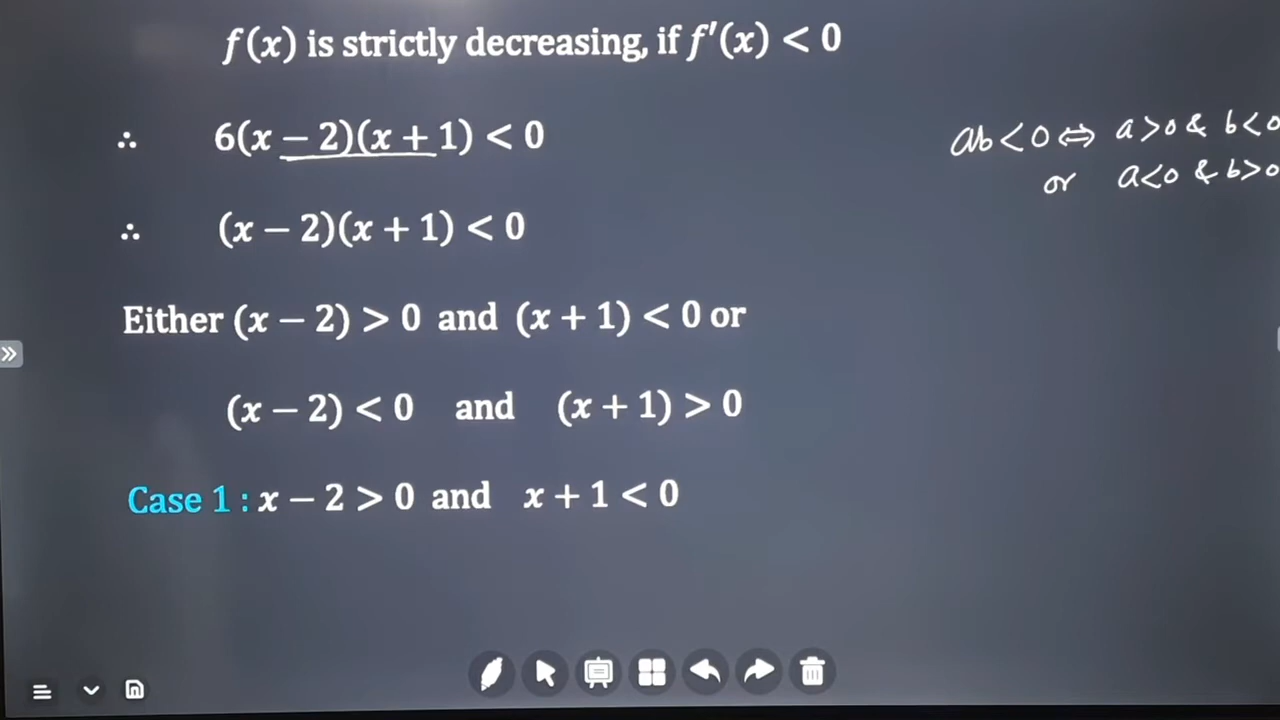 f(x) is strictly decreasing, if f′(x) < 0
∴ 6(x − 2)(x + 1) < 0
ab<0⇔ a>0 & b<0
or a<0 & b>0
∴ (x − 2)(x + 1) < 0
Either (x − 2) > 0 and (x + 1) < 0 or
(x − 2) < 0 and (x + 1) > 0
Case 1 : x − 2 > 0 and x + 1 < 0